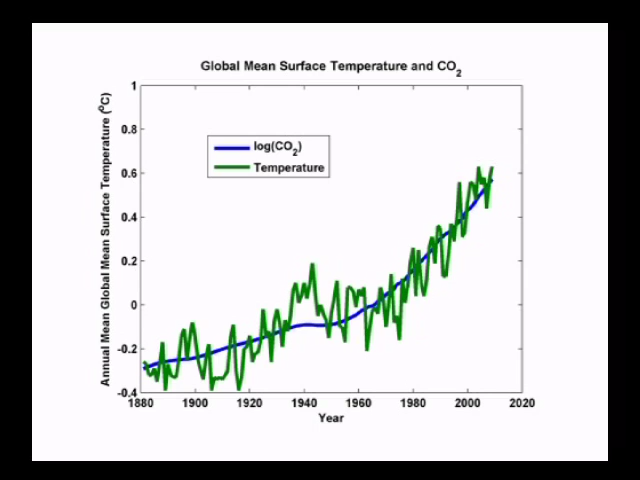 Global Mean Surface Temperature and CO2
Annual Mean Global Mean Surface Temperature (oC)
1
0.8
0.6
0.4
0.2
0
-0.2
-0.4
log(CO2)
Temperature
1880 1900 1920 1940 1960 1980 2000 2020
Year